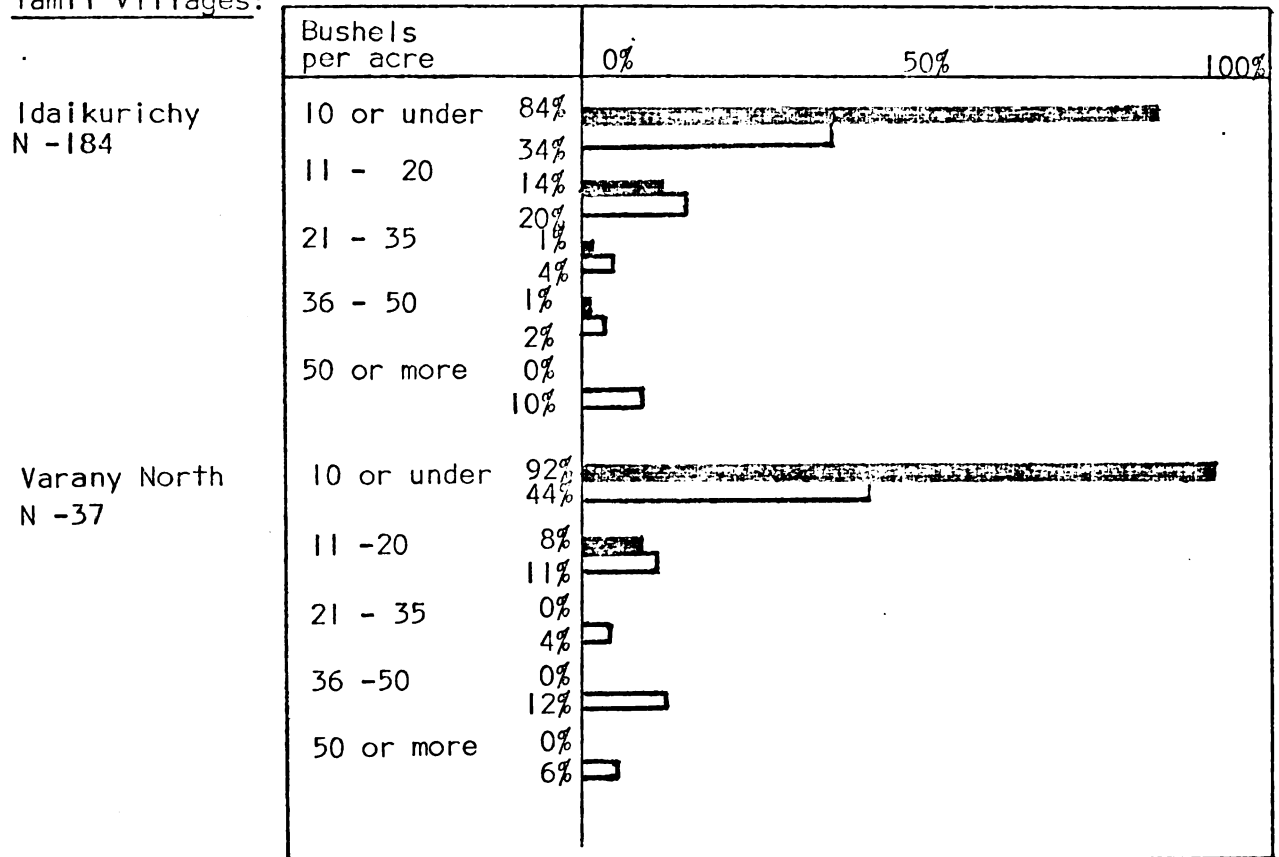 Tamil Villages:
Bushels
per acre 0% 50% 100%
Idaikurichy 10 or under 84%
N -184
34%
11 - 20 14%
20%
21 - 35 1%
4%
36 - 50 1%
2%
50 or more 0%
10%
Varany North 10 or under 92%
N -37 44%
11 -20 8%
11%
21 - 35 0%
4%
36 -50 0%
12%
50 or more 0%
6%